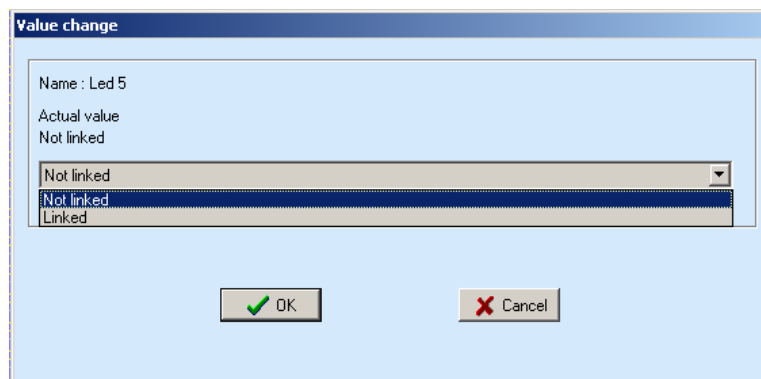 Value change
Name : Led 5
Actual value
Not linked
Not linked
Not linked
Linked
OK
Cancel